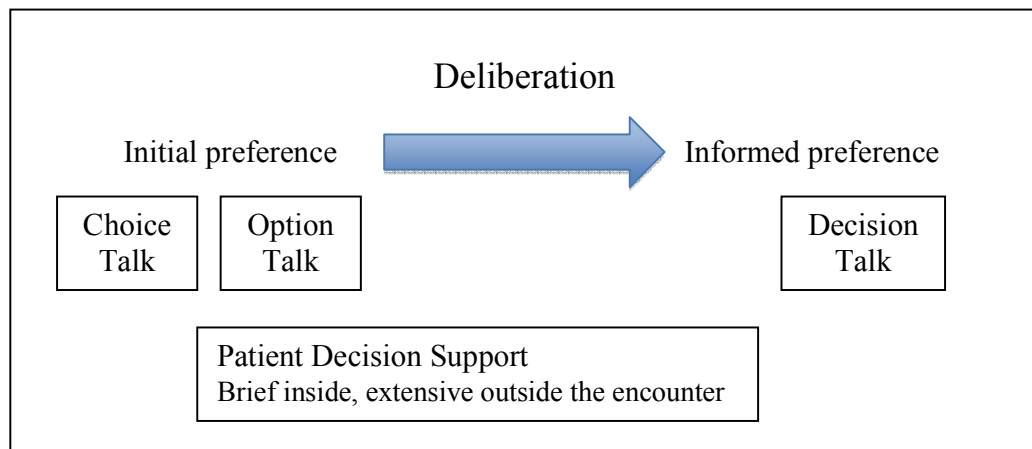 Deliberation
Initial preference
Informed preference
Choice
Talk
Option
Talk
Decision
Talk
Patient Decision Support
Brief inside, extensive outside the encounter